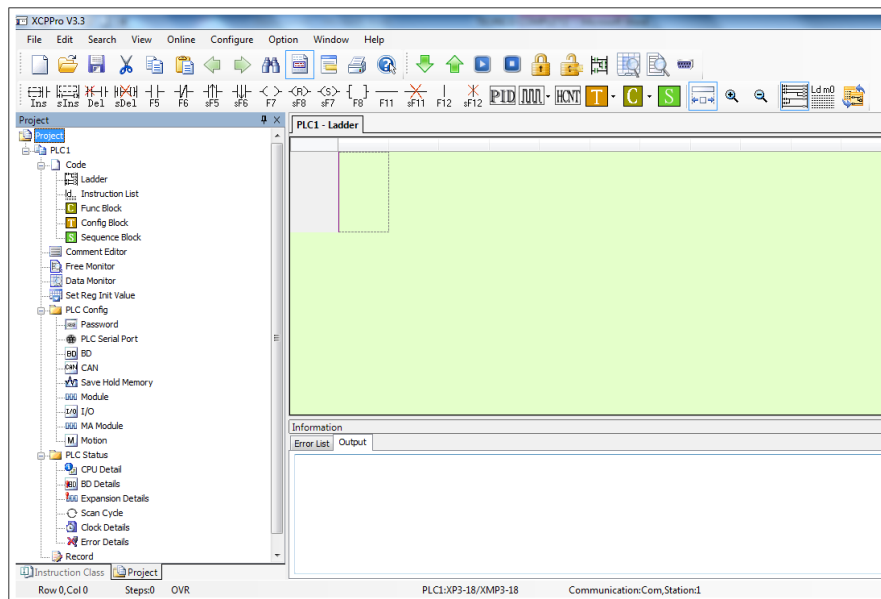 XCPPro V3.3
File Edit Search View Online Configure Option Window Help
Ins sIns Del sDel F5 F6 sF5 sF6 F7 sF8 sF7 F8 F11 sF11 F12 sF12 PID HCNT T C S Ld m0
Project
PLC1 - Ladder
Project
PLC1
Code
Ladder
Instruction List
Func Block
Config Block
Sequence Block
Comment Editor
Free Monitor
Data Monitor
Set Reg Init Value
PLC Config
Password
PLC Serial Port
BD BD
CAN CAN
Save Hold Memory
Module
I/O I/O
MA Module
M Motion
PLC Status
CPU Detail
BD Details
Expansion Details
Scan Cycle
Clock Details
Error Details
Record
Instruction Class Project
Information
Error List Output
Row 0,Col 0 Steps:0 OVR PLC1:XP3-18/XMP3-18 Communication:Com,Station:1